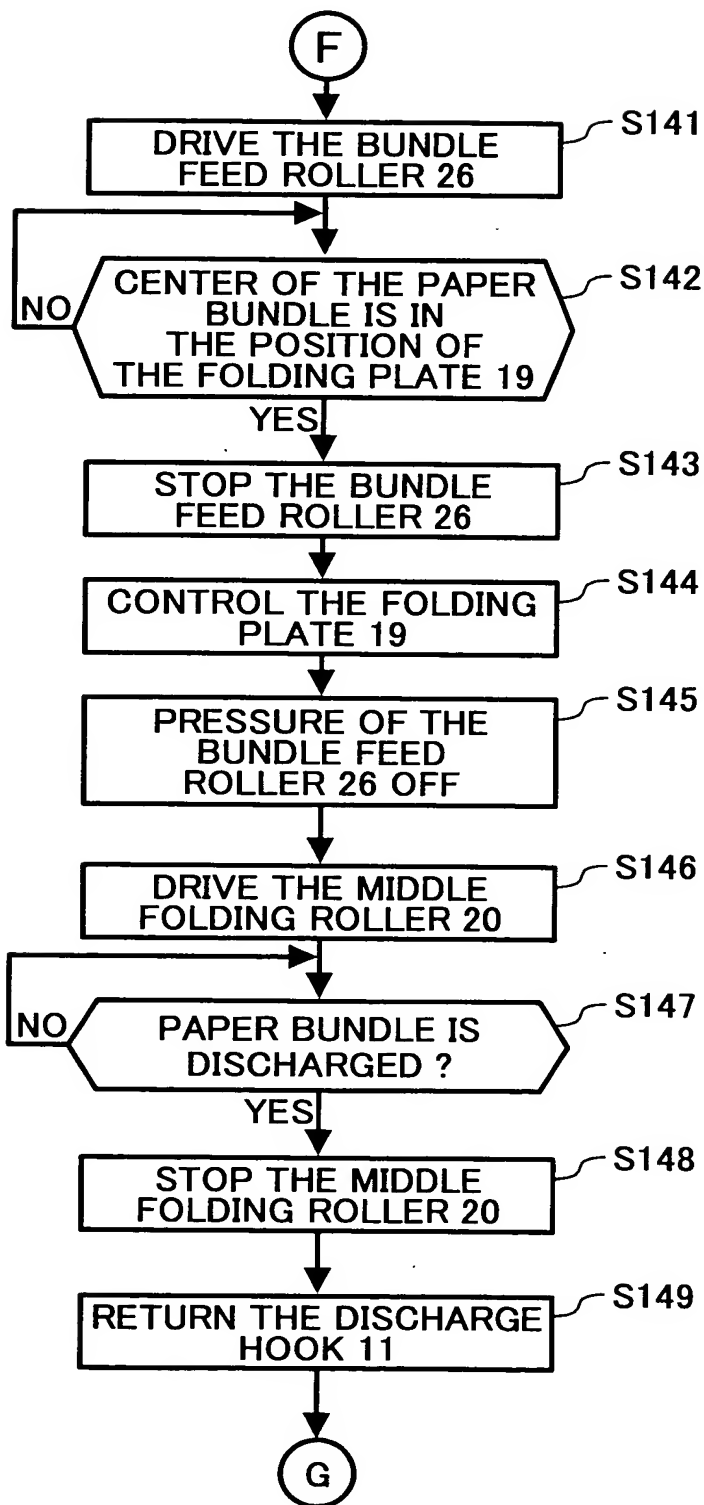 F
DRIVE THE BUNDLE
FEED ROLLER 26
S141
CENTER OF THE PAPER
BUNDLE IS IN
THE POSITION OF
THE FOLDING PLATE 19
S142
NO
YES
STOP THE BUNDLE
FEED ROLLER 26
S143
CONTROL THE FOLDING
PLATE 19
S144
PRESSURE OF THE
BUNDLE FEED
ROLLER 26 OFF
S145
DRIVE THE MIDDLE
FOLDING ROLLER 20
S146
PAPER BUNDLE IS
DISCHARGED ?
S147
NO
YES
STOP THE MIDDLE
FOLDING ROLLER 20
S148
RETURN THE DISCHARGE
HOOK 11
S149
G